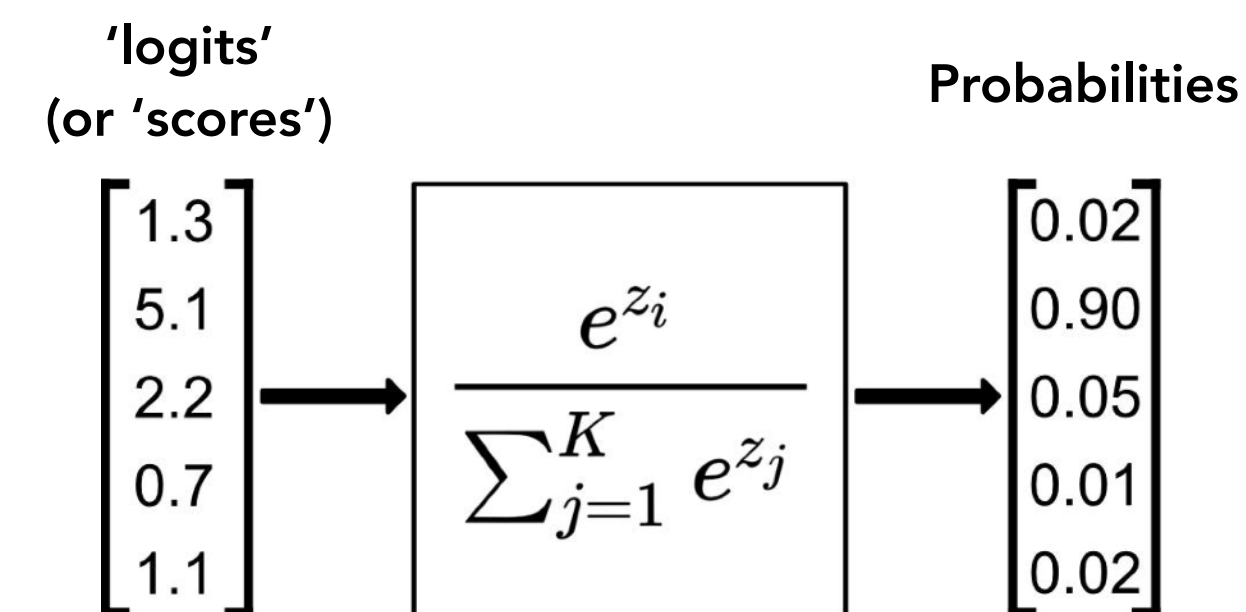 ‘logits’
(or ‘scores’)
Probabilities
1.3
5.1
2.2
0.7
1.1
e^{z_i}
∑_{j=1}^{K} e^{z_j}
0.02
0.90
0.05
0.01
0.02